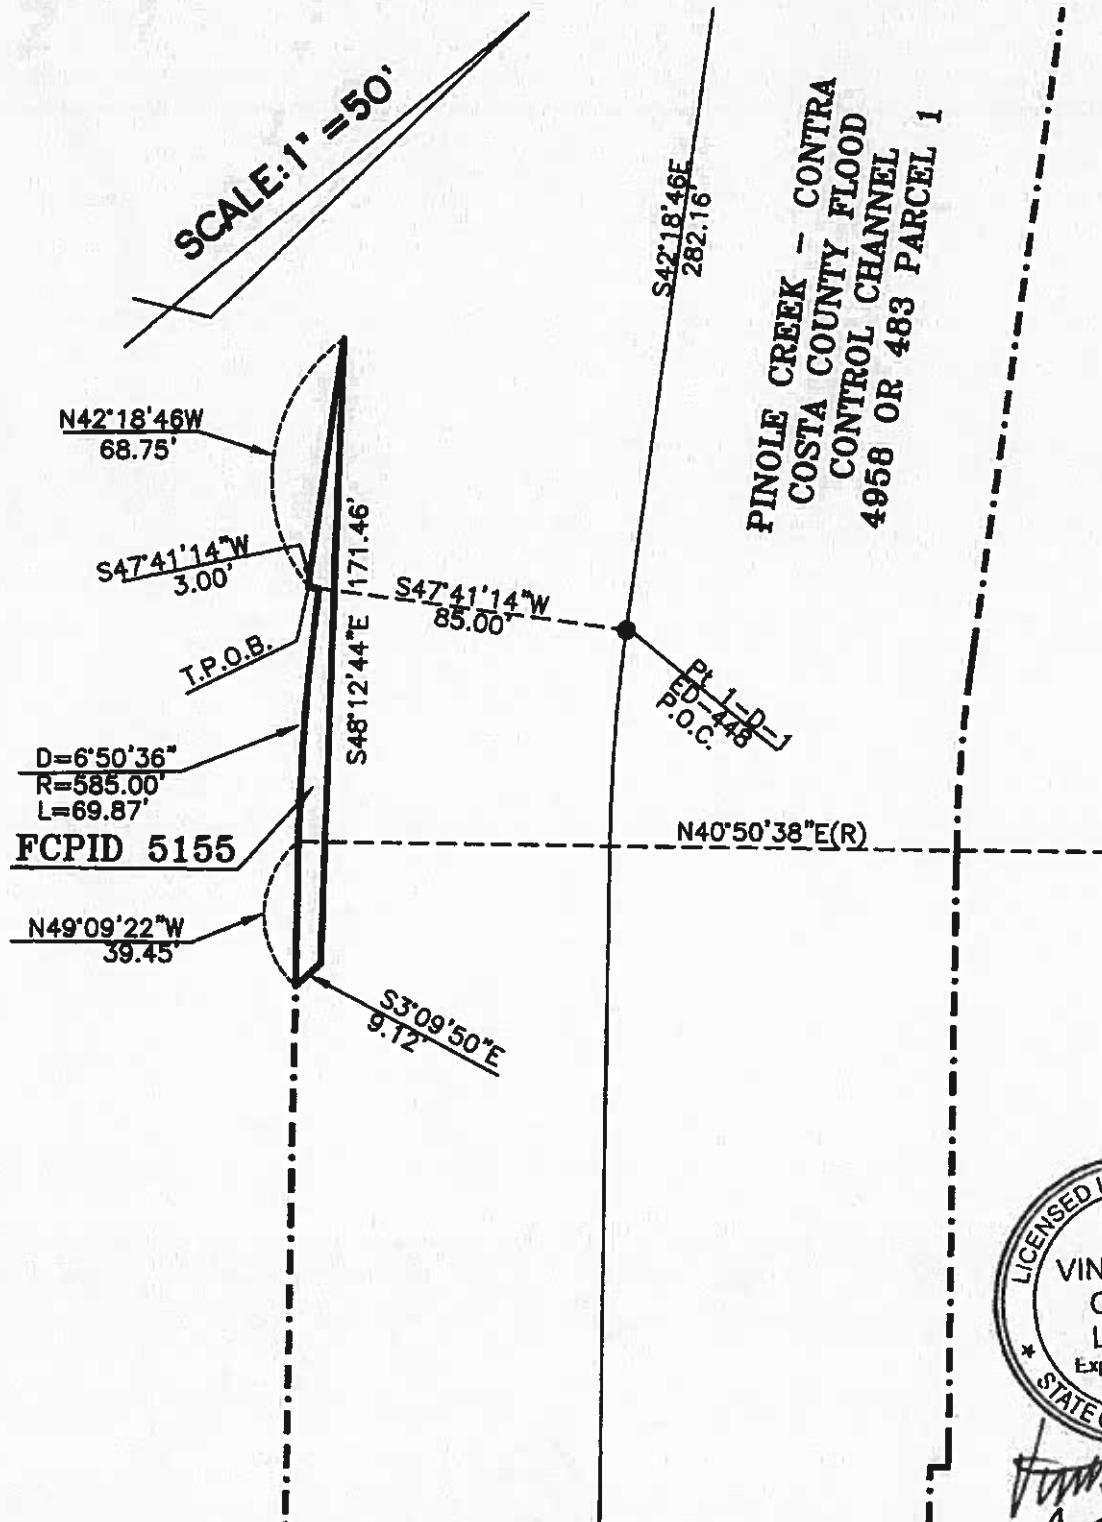 SCALE: 1" = 50'
S42°18'46E
282.16'
PINOLE CREEK - CONTRA
COSTA COUNTY FLOOD
CONTROL CHANNEL
4958 OR 483 PARCEL 1
N42°18'46W
68.75'
S47°41'14"W
3.00'
S48°12'44"E 171.46'
S47°41'14"W
85.00'
T.P.O.B.
Pt 1-D-1
ED-448
P.O.C.
D=6°50'36"
R=585.00'
L=69.87'
FCPID 5155
N40°50'38"E(R)
N49°09'22"W
39.45'
S3°09'50"E
9.12'
LICENSED
VIN
Exp
STATE